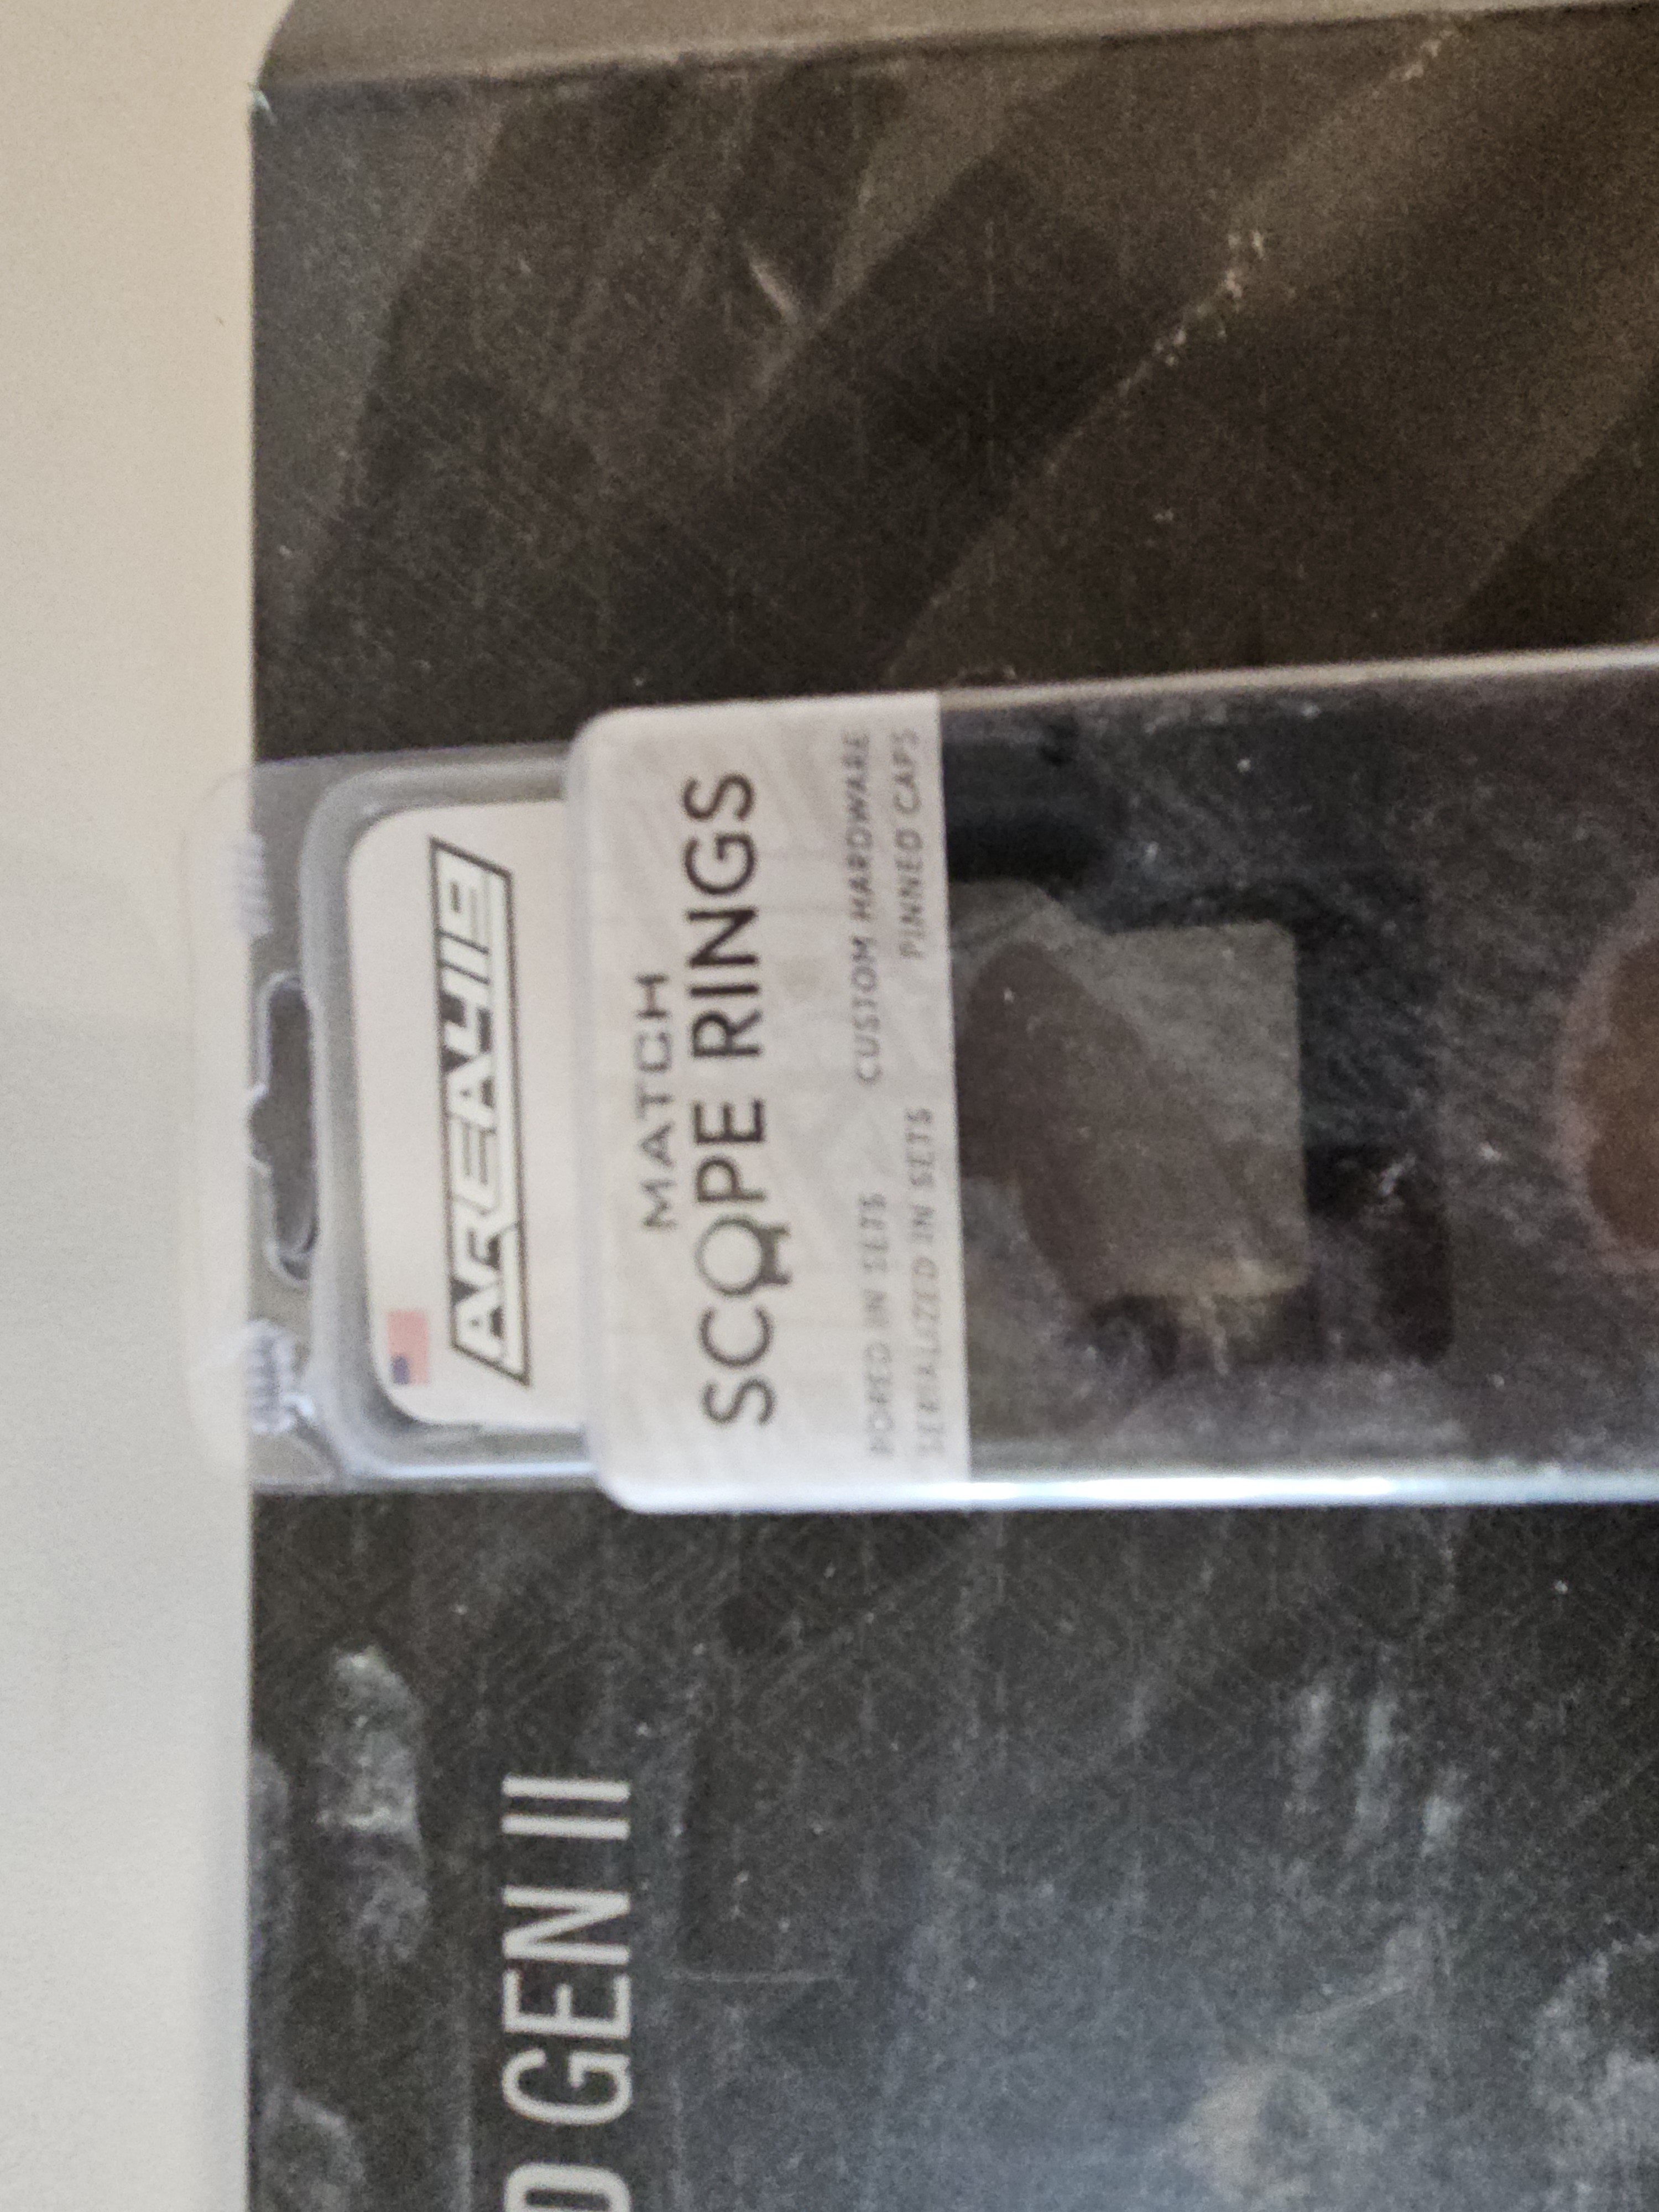 AREA419
MATCH
SCOPE RINGS
BORED IN SETS CUSTOM HARDWARE
SERIALIZED IN SETS PINNED CAPS
GEN II